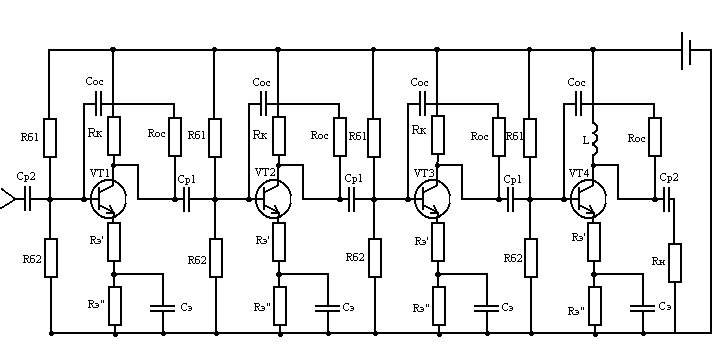 Сос Сос Сос Сос
Rб1 Rк Rос Rб1 Rк Rос Rб1 Rк Rос Rб1 L Rос
Ср2 VT1 Ср1 VT2 Ср1 VT3 Ср1 VT4 Ср2
Rб2 Rэ' Rб2 Rэ' Rб2 Rэ' Rб2 Rэ' Rн
Rэ" Сэ Rэ" Сэ Rэ" Сэ Rэ" Сэ